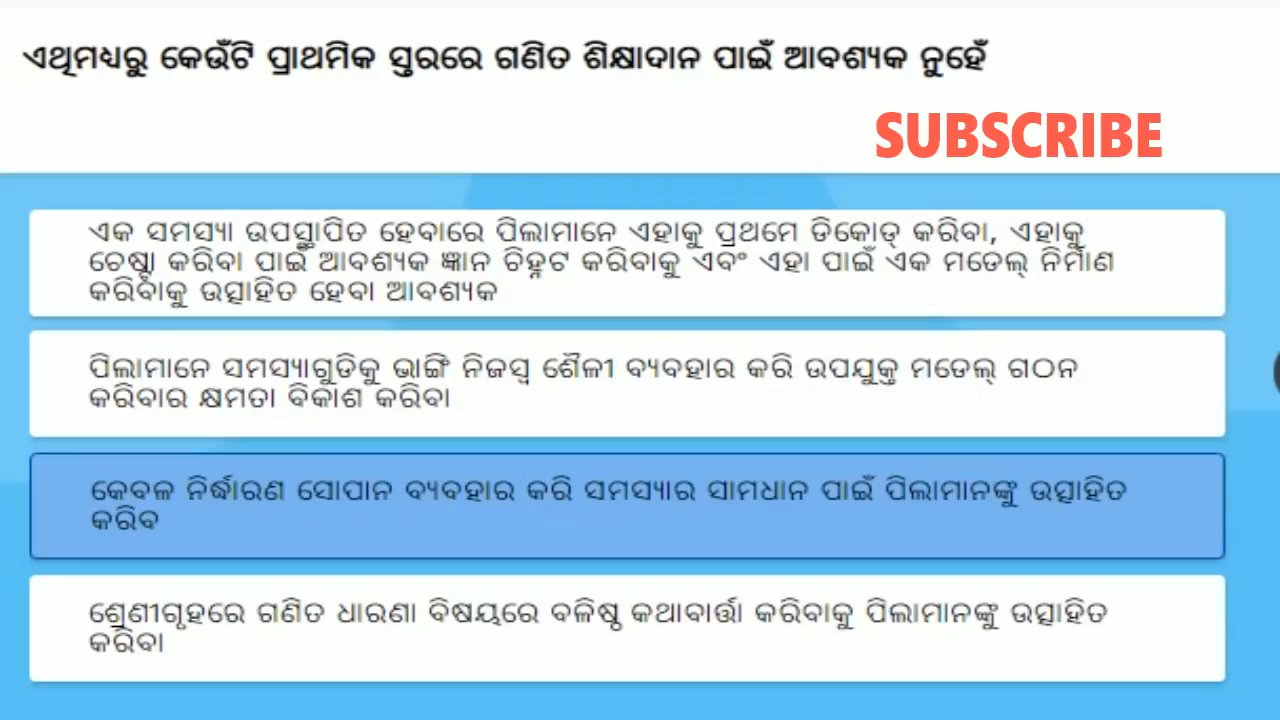 ଏଥିମଧ୍ୟରୁ କେଉଁଟି ପ୍ରାଥମିକ ସ୍ତରରେ ଗଣିତ ଶିକ୍ଷାଦାନ ପାଇଁ ଆବଶ୍ୟକ ନୁହେଁ
SUBSCRIBE
ଏକ ସମସ୍ୟା ଉପସ୍ଥାପିତ ହେବାରେ ପିଲାମାନେ ଏହାକୁ ପ୍ରଥମେ ଡିକୋଡ୍ କରିବା, ଏହାକୁ
ଚେଷ୍ଟା କରିବା ପାଇଁ ଆବଶ୍ୟକ ଜ୍ଞାନ ଚିହ୍ନଟ କରିବାକୁ ଏବଂ ଏହା ପାଇଁ ଏକ ମଡେଲ୍ ନିର୍ମାଣ
କରିବାକୁ ଉତ୍ସାହିତ ହେବା ଆବଶ୍ୟକ
ପିଲାମାନେ ସମସ୍ୟାଗୁଡିକୁ ଭାଙ୍ଗି ନିଜସ୍ୱ ଶୈଳୀ ବ୍ୟବହାର କରି ଉପଯୁକ୍ତ ମଡେଲ୍ ଗଠନ
କରିବାର କ୍ଷମତା ବିକାଶ କରିବା
କେବଳ ନିର୍ଦ୍ଧାରଣ ସୋପାନ ବ୍ୟବହାର କରି ସମସ୍ୟାର ସାମଧାନ ପାଇଁ ପିଲାମାନଙ୍କୁ ଉତ୍ସାହିତ
କରିବ
ଶ୍ରେଣୀଗୃହରେ ଗଣିତ ଧାରଣା ବିଷୟରେ ବଳିଷ୍ଠ କଥାବାର୍ତ୍ତା କରିବାକୁ ପିଲାମାନଙ୍କୁ ଉତ୍ସାହିତ
କରିବା